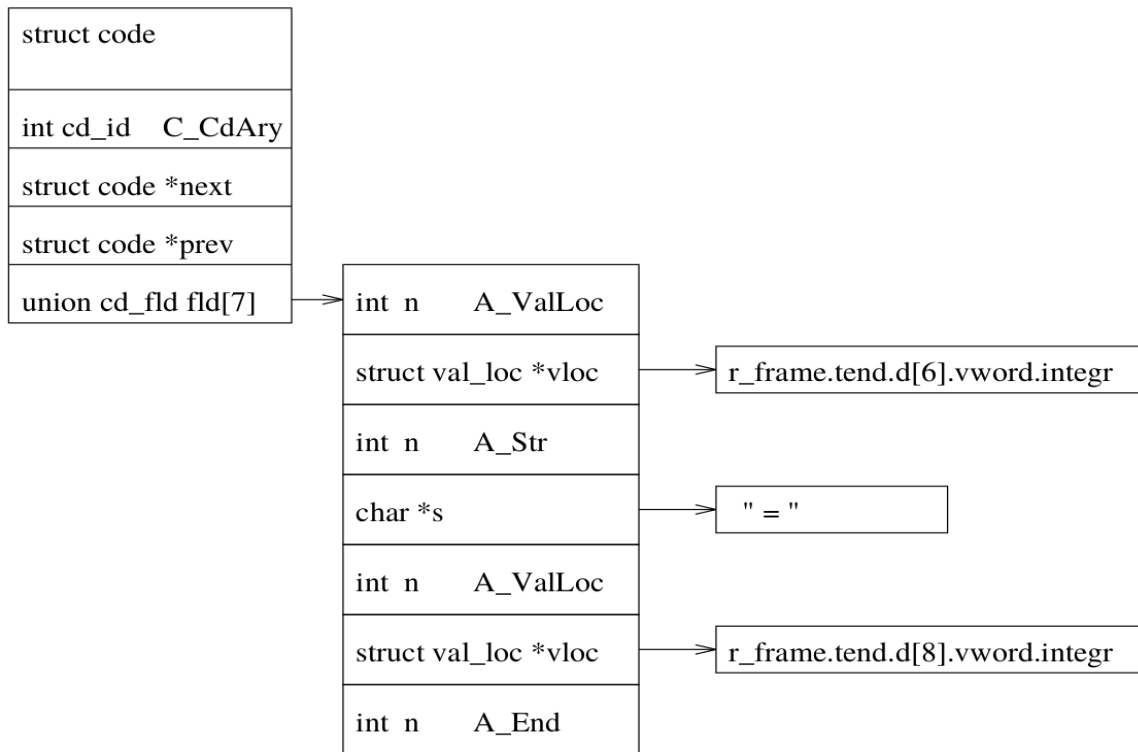 struct code
int cd_id C_CdAry
struct code *next
struct code *prev
union cd_fld fld[7]
int n A_ValLoc
struct val_loc *vloc
r_frame.tend.d[6].vword.integr
int n A_Str
char *s
" = "
int n A_ValLoc
struct val_loc *vloc
r_frame.tend.d[8].vword.integr
int n A_End